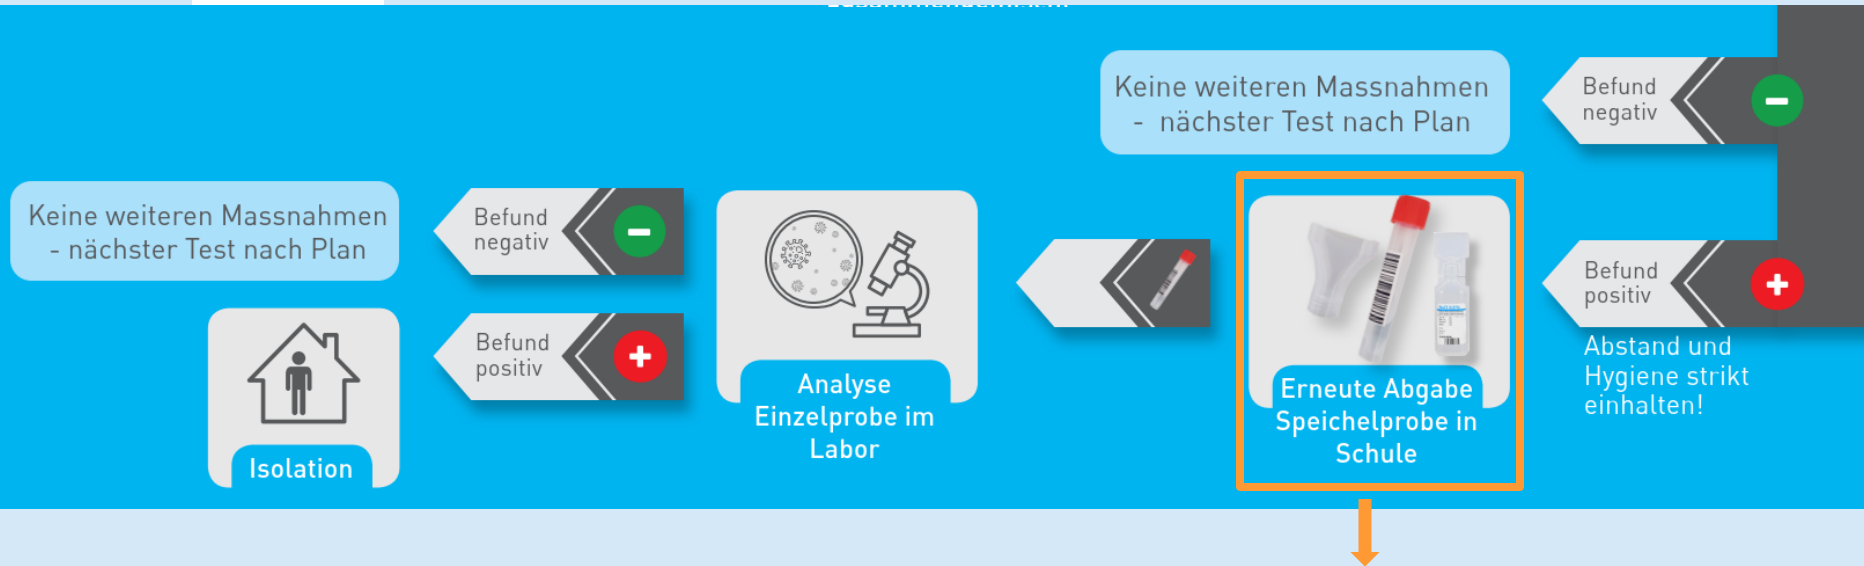 Keine weiteren Massnahmen
- nächster Test nach Plan
Befund
negativ
Keine weiteren Massnahmen
- nächster Test nach Plan
Befund
negativ
Befund
positiv
Isolation
Analyse
Einzelprobe im
Labor
Erneute Abgabe
Speichelprobe in
Schule
Befund
positiv
Abstand und
Hygiene strikt
einhalten!